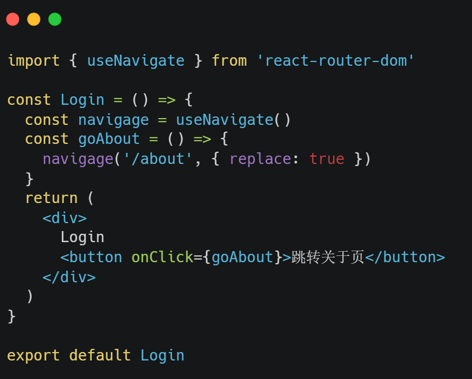 import { useNavigate } from 'react-router-dom'
const Login = () => {
const navigage = useNavigate()
const goAbout = () => {
navigage('/about', { replace: true })
}
return (
<div>
Login
<button onClick={goAbout}>跳转关于页</button>
</div>
)
}
export default Login